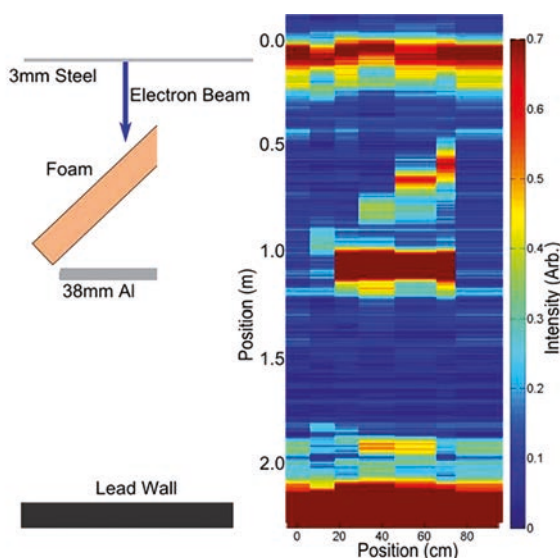 3mm Steel
Electron Beam
Foam
38mm Al
Lead Wall
Position (m)
0.0
0.5
1.0
1.5
2.0
0
20
40
60
80
Position (cm)
0.7
0.6
0.5
0.4
0.3
0.2
0.1
0
Intensity (Arb.)